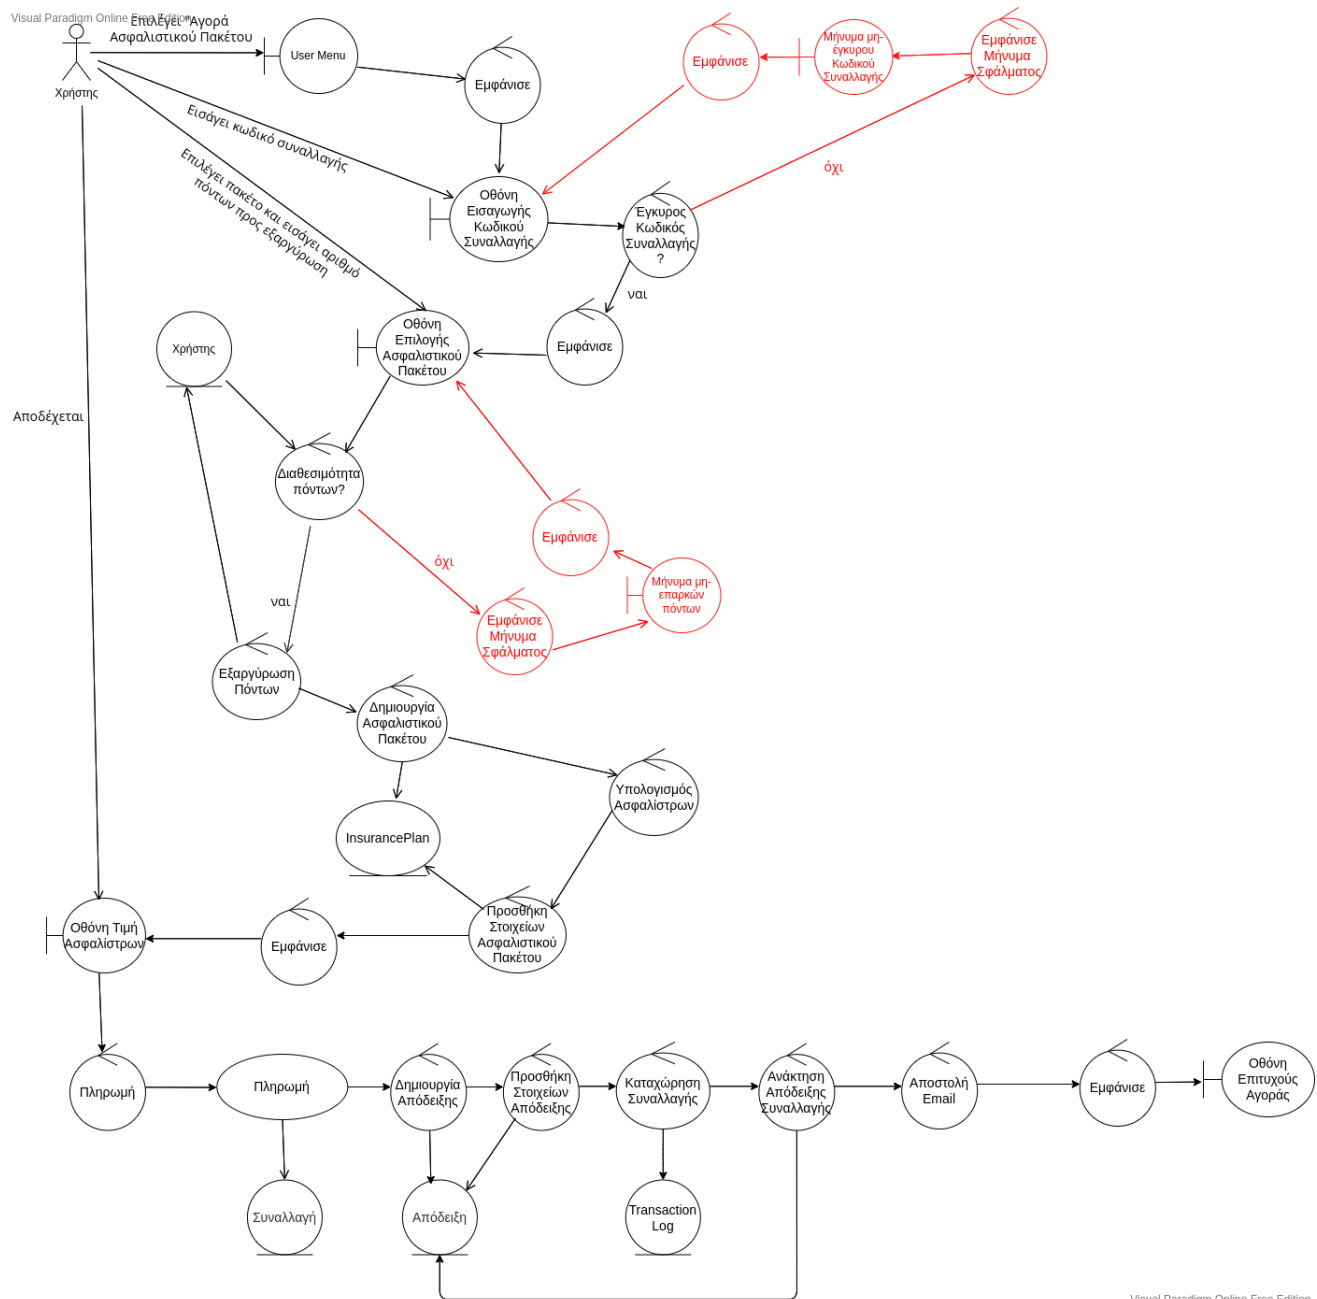 Visual Paradigm Online Free Edition
Επιλέγει "Αγορά
Ασφαλιστικού Πακέτου
Χρήστης
User Menu
Εμφάνισε
Εμφάνισε
Μήνυμα μη-
έγκυρου
Κωδικού
Συναλλαγής
Εμφάνισε
Μήνυμα
Σφάλματος
Εισάγει κωδικό συναλλαγής
Επιλέγει πακέτο και εισάγει αριθμό
πόντων προς εξαργύρωση
όχι
Οθόνη
Εισαγωγής
Κωδικού
Συναλλαγής
Έγκυρος
Κωδικός
Συναλλαγής
?
ναι
Χρήστης
Οθόνη
Επιλογής
Ασφαλιστικού
Πακέτου
Εμφάνισε
Αποδέχεται
Διαθεσιμότητα
πόντων?
όχι
Εμφάνισε
Μήνυμα μη-
επαρκών
πόντων
ναι
Εμφάνισε
Μήνυμα
Σφάλματος
Εξαργύρωση
Πόντων
Δημιουργία
Ασφαλιστικού
Πακέτου
Υπολογισμός
Ασφαλίστρων
InsurancePlan
Οθόνη Τιμή
Ασφαλίστρων
Εμφάνισε
Προσθήκη
Στοιχείων
Ασφαλιστικού
Πακέτου
Πληρωμή
Πληρωμή
Δημιουργία
Απόδειξης
Προσθήκη
Στοιχείων
Απόδειξης
Καταχώρηση
Συναλλαγής
Ανάκτηση
Απόδειξης
Συναλλαγής
Αποστολή
Email
Εμφάνισε
Οθόνη
Επιτυχούς
Αγοράς
Συναλλαγή
Απόδειξη
Transaction
Log
Visual Paradigm Online Free Edition